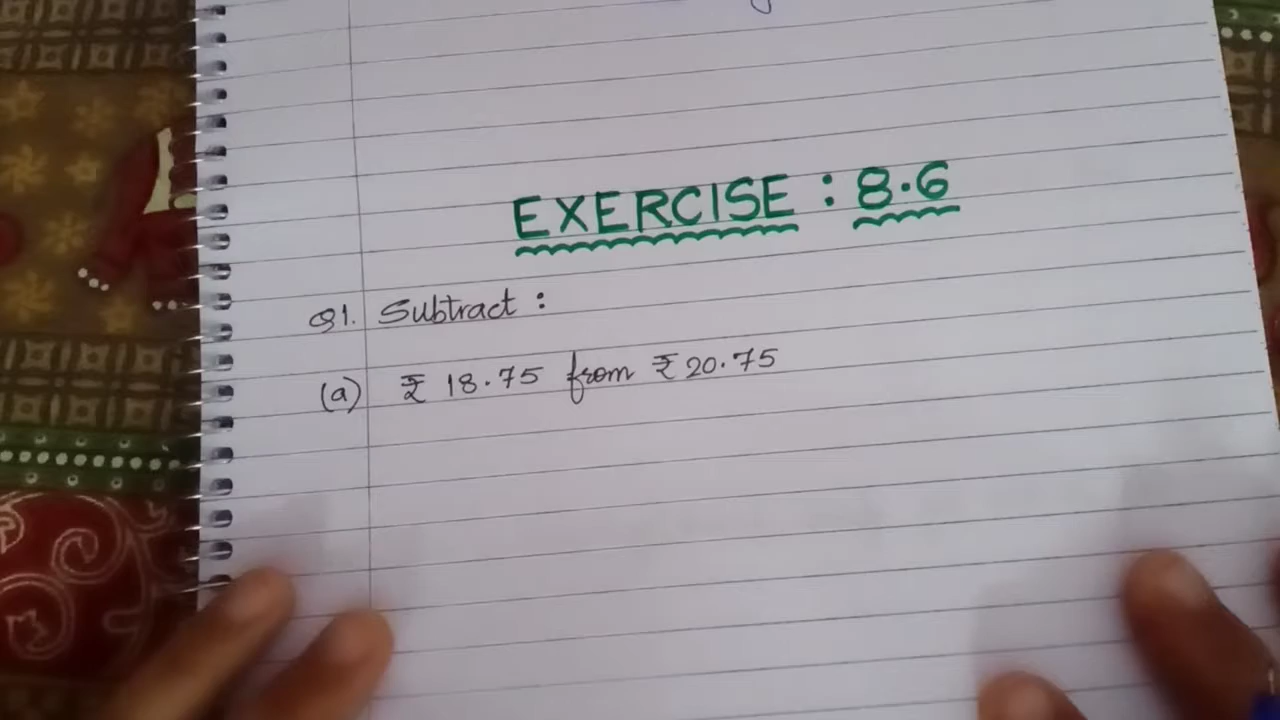 EXERCISE : 8.6
Q1. Subtract :
(a) ₹ 18.75 from ₹ 20.75